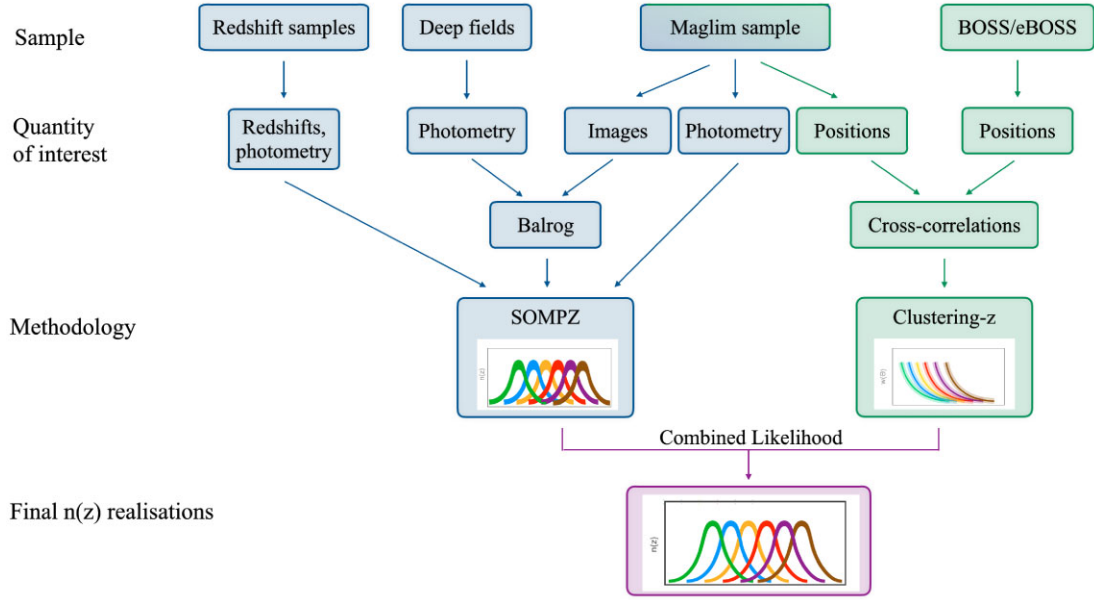 Sample
Redshift samples
Deep fields
Maglim sample
BOSS/eBOSS
Quantity
of interest
Redshifts,
photometry
Photometry
Images
Photometry
Positions
Positions
Balrog
Cross-correlations
Methodology
SOMPZ
n(z)
Clustering-z
w(θ)
Combined Likelihood
Final n(z) realisations
n(z)